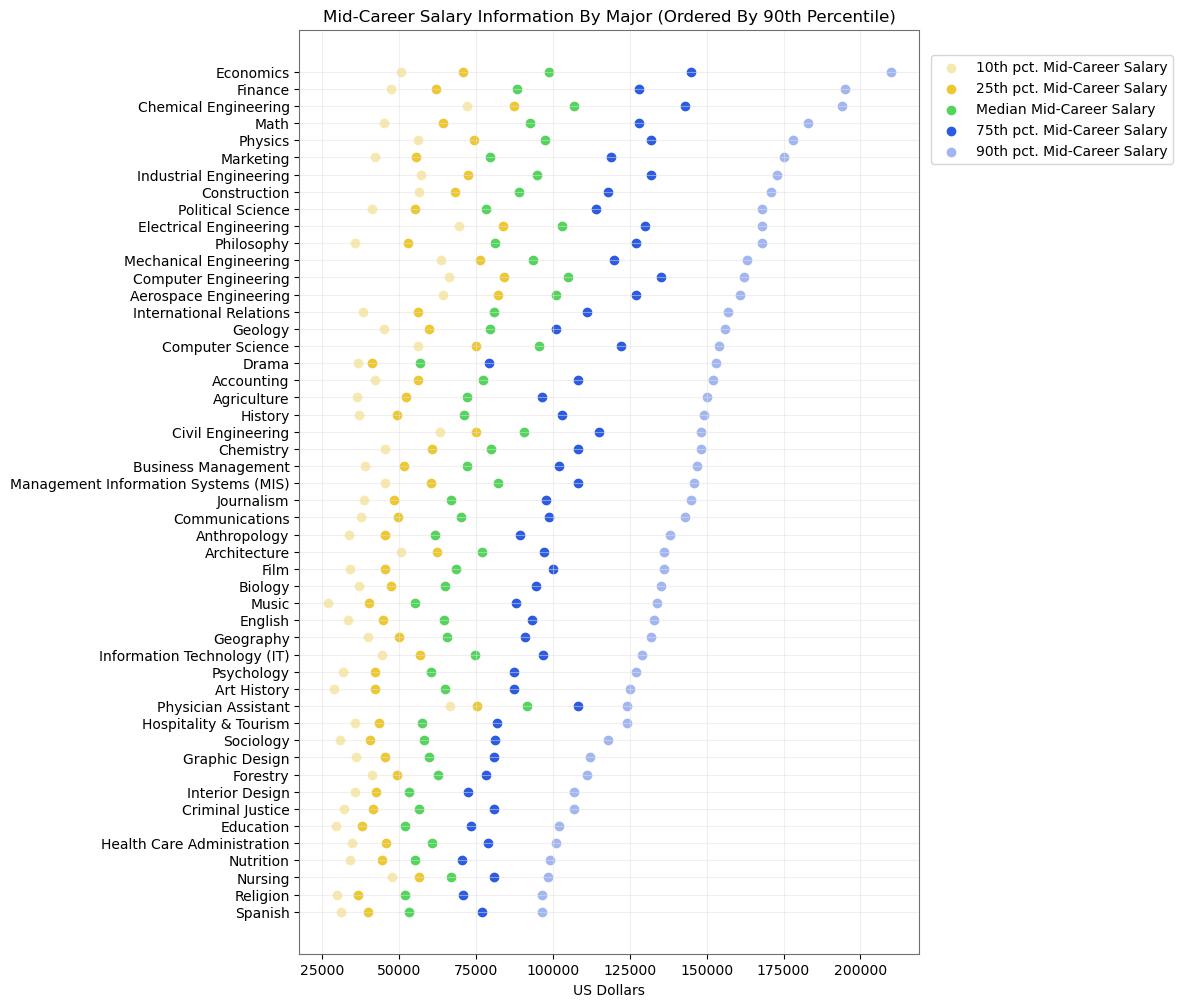 Mid-Career Salary Information By Major (Ordered By 90th Percentile)
Economics
Finance
Chemical Engineering
Math
Physics
Marketing
Industrial Engineering
Construction
Political Science
Electrical Engineering
Philosophy
Mechanical Engineering
Computer Engineering
Aerospace Engineering
International Relations
Geology
Computer Science
Drama
Accounting
Agriculture
History
Civil Engineering
Chemistry
Business Management
Management Information Systems (MIS)
Journalism
Communications
Anthropology
Architecture
Film
Biology
Music
English
Geography
Information Technology (IT)
Psychology
Art History
Physician Assistant
Hospitality & Tourism
Sociology
Graphic Design
Forestry
Interior Design
Criminal Justice
Education
Health Care Administration
Nutrition
Nursing
Religion
Spanish
25000 50000 75000 100000 125000 150000 175000 200000
US Dollars
10th pct. Mid-Career Salary
25th pct. Mid-Career Salary
Median Mid-Career Salary
75th pct. Mid-Career Salary
90th pct. Mid-Career Salary